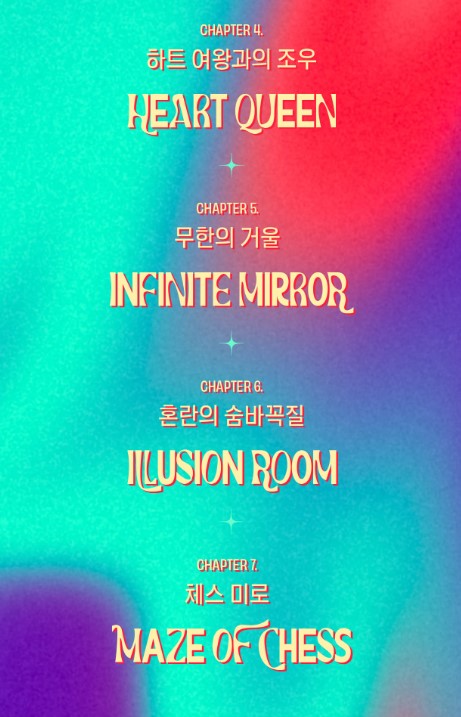 CHAPTER 4.
하트 여왕과의 조우
HEART QUEEN
CHAPTER 5.
무한의 거울
INFINITE MIRROR
CHAPTER 6.
혼란의 숨바꼭질
ILLUSION ROOM
CHAPTER 7.
체스 미로
MAZE OF CHESS